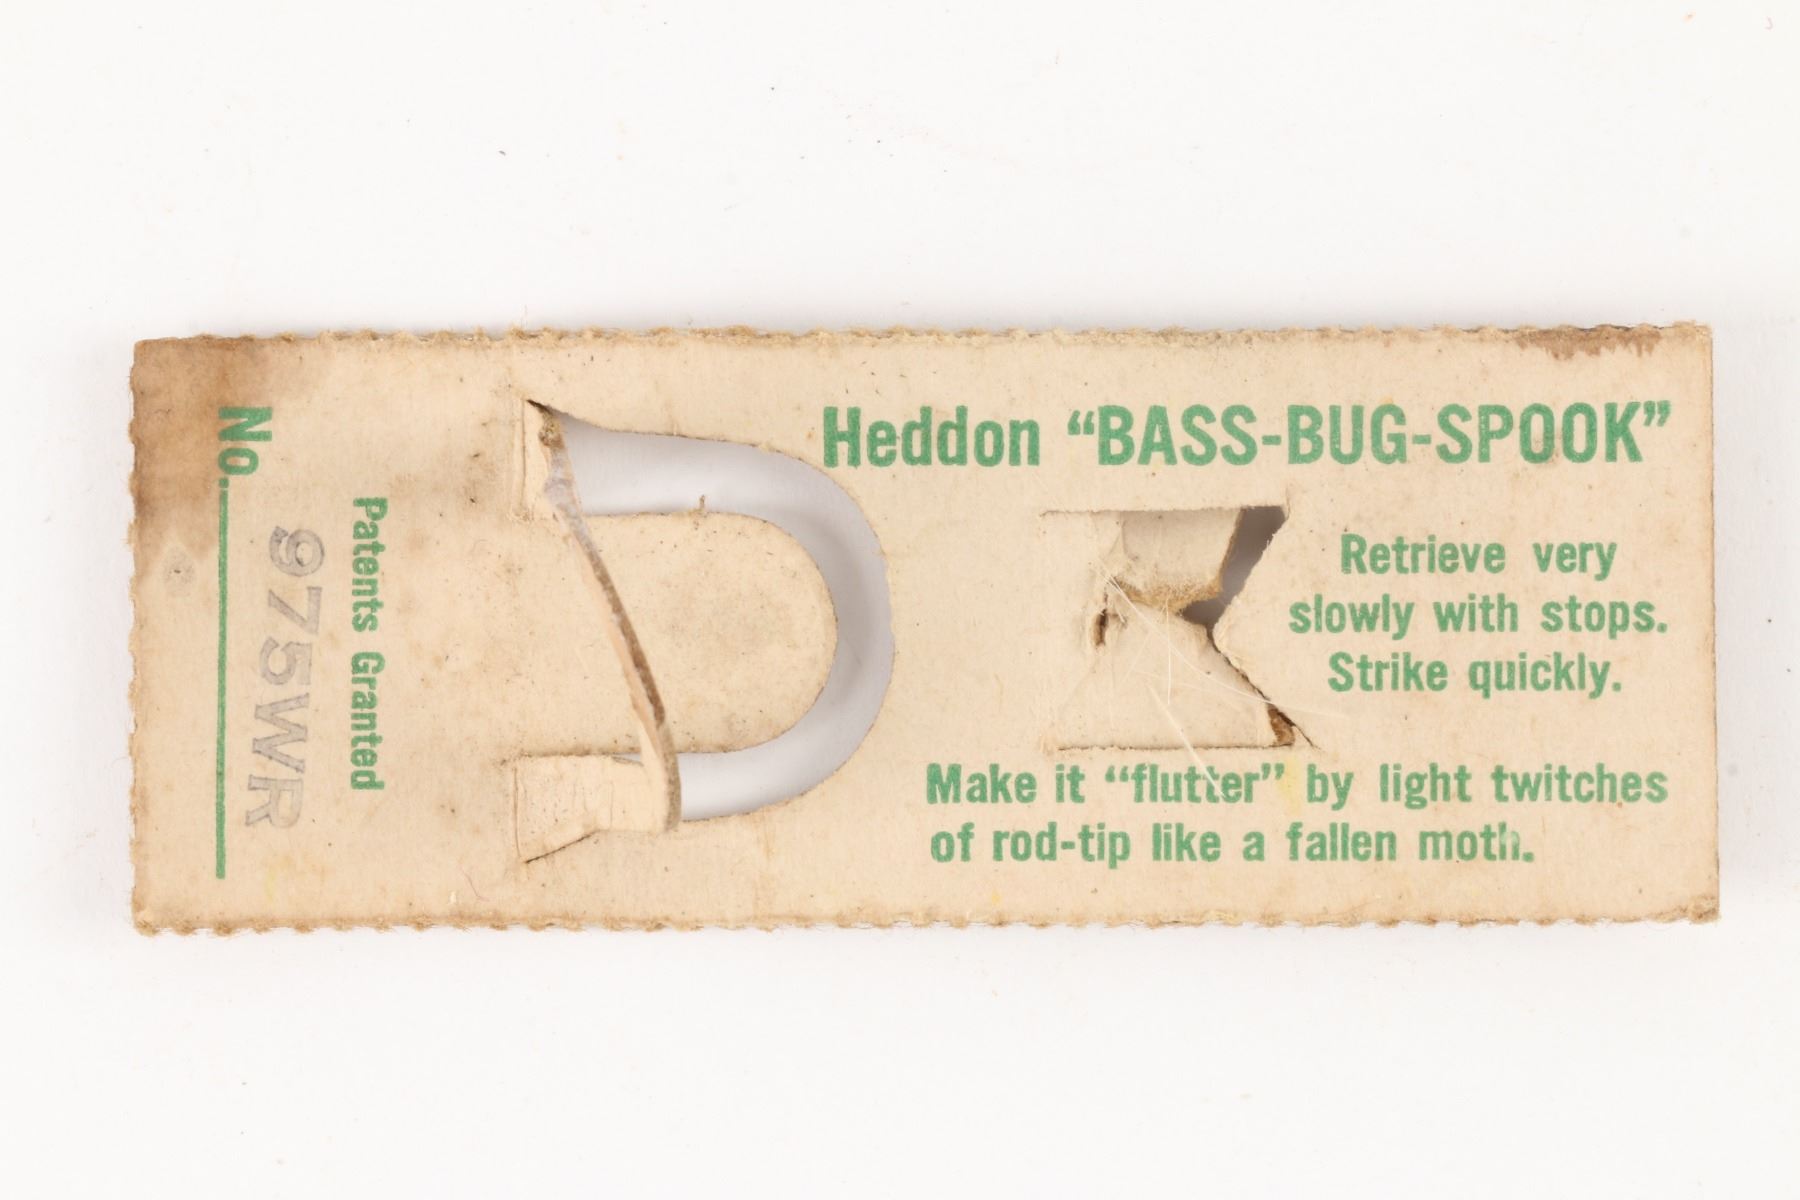 No. 975WR
Patents Granted
Heddon “BASS-BUG-SPOOK”
Retrieve very
slowly with stops.
Strike quickly.
Make it “flutter” by light twitches
of rod-tip like a fallen moth.